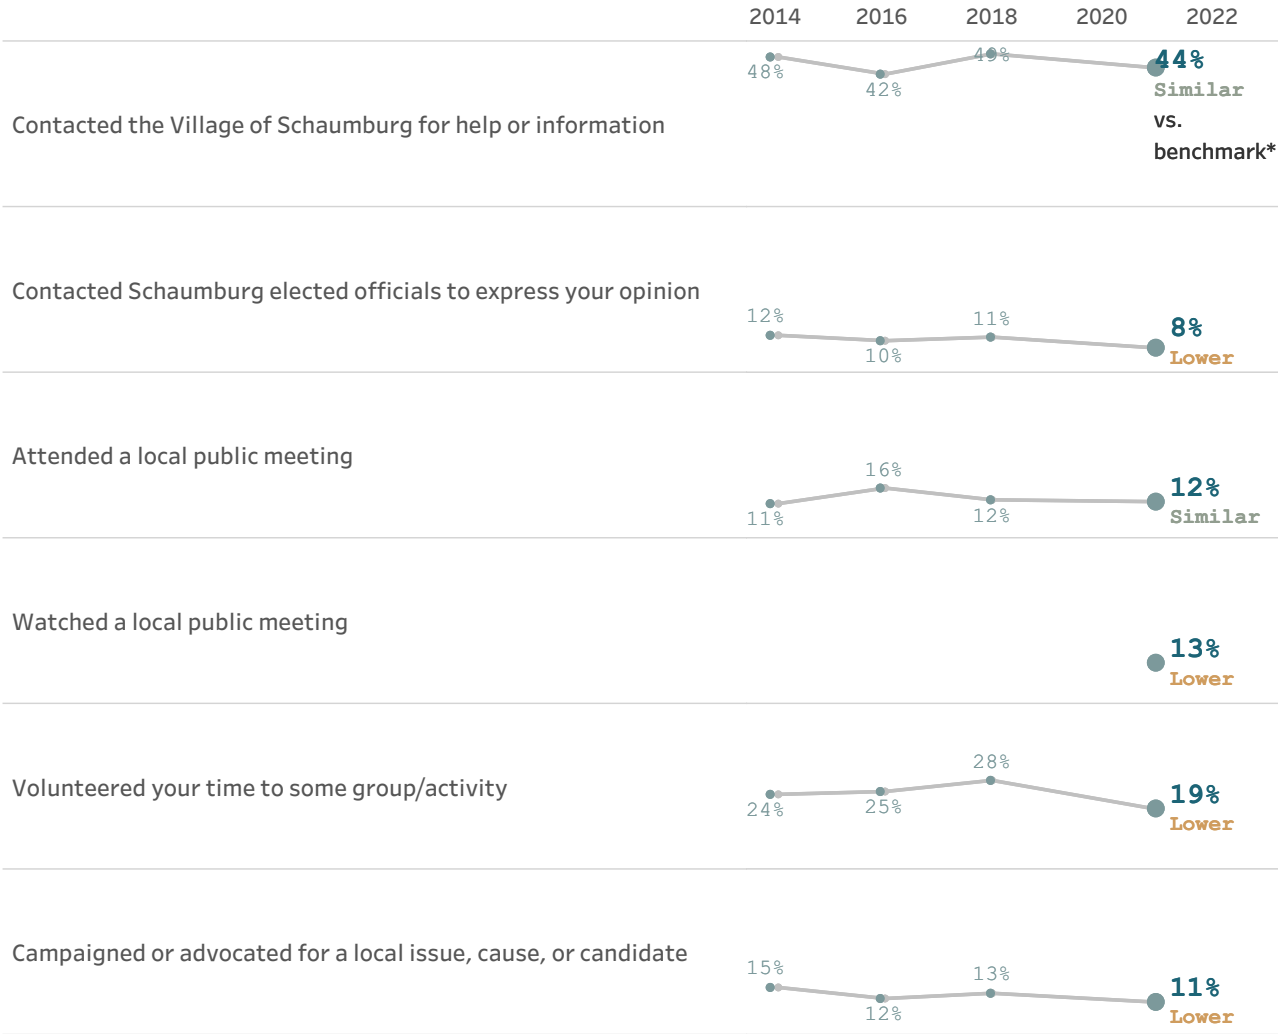 2014 2016 2018 2020 2022
48% 42% 49% 44%
Similar
vs.
benchmark*
Contacted the Village of Schaumburg for help or information
Contacted Schaumburg elected officials to express your opinion
12% 10% 11% 8%
Lower
Attended a local public meeting
11% 16% 12% 12%
Similar
Watched a local public meeting
13%
Lower
Volunteered your time to some group/activity
24% 25% 28% 19%
Lower
Campaigned or advocated for a local issue, cause, or candidate
15% 12% 13% 11%
Lower